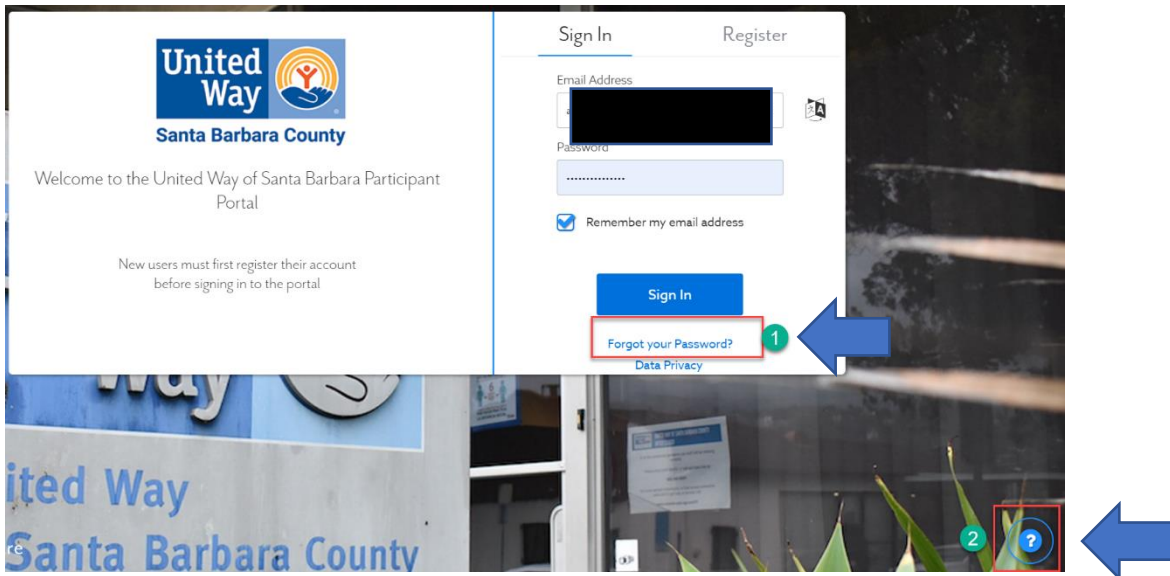 United
Way
Santa Barbara County
Welcome to the United Way of Santa Barbara Participant
Portal
New users must first register their account
before signing in to the portal
Sign In
Register
Email Address
Password
...............
Remember my email address
Sign In
Forgot your Password?
1
Data Privacy
Way
ited Way
Santa Barbara County
2
?